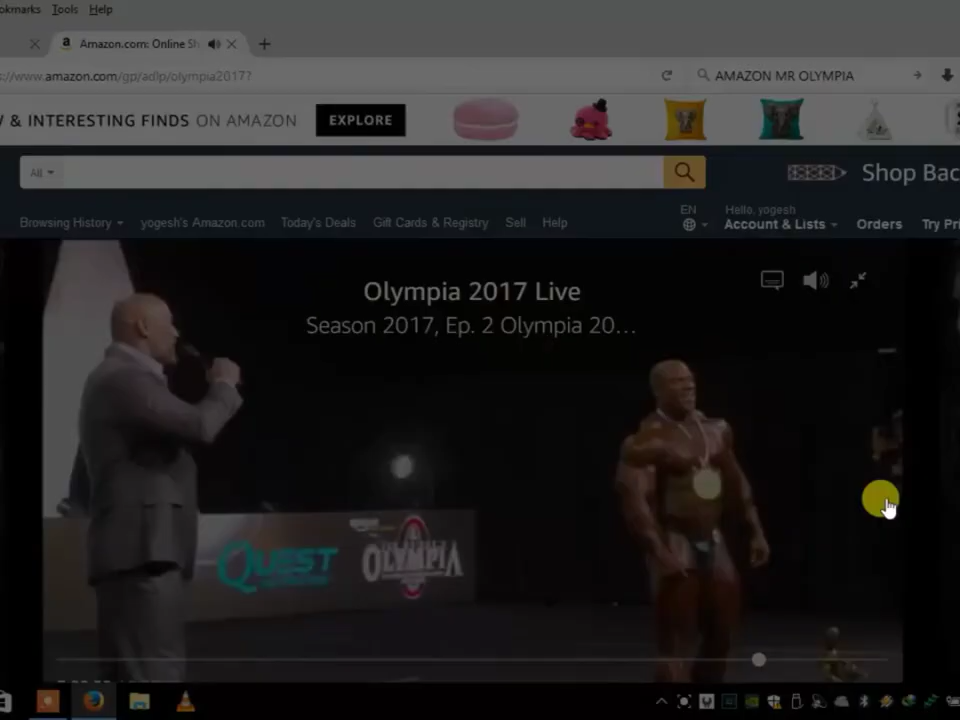 okmarks Tools Help
Amazon.com: Online Sh
s://www.amazon.com/gp/adlp/olympia2017?
AMAZON MR OLYMPIA
& INTERESTING FINDS ON AMAZON
EXPLORE
All
Shop Bac
Browsing History
yogesh's Amazon.com
Today's Deals
Gift Cards & Registry
Sell
Help
EN
Hello, yogesh
Account & Lists
Orders
Try Pri
Olympia 2017 Live
Season 2017, Ep. 2 Olympia 20...
QUEST
OLYMPIA